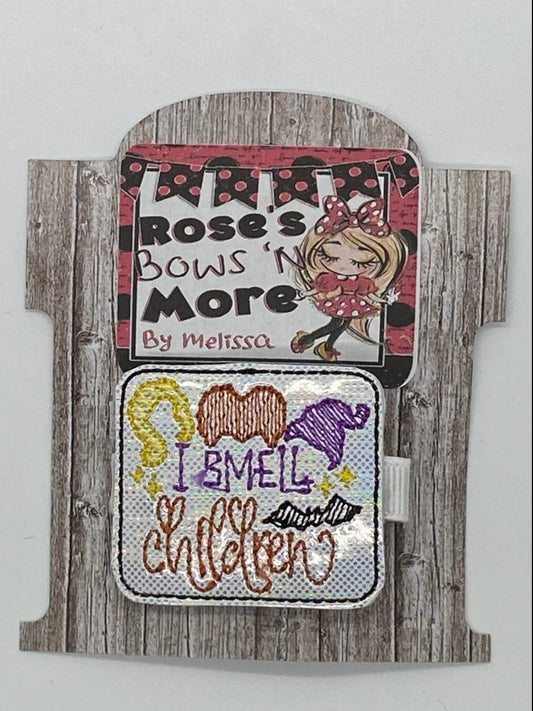 Rose's
Bows 'N
More
By Melissa
I SMELL
children